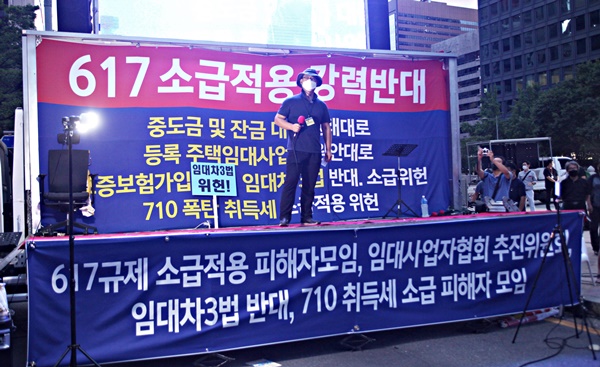 617 소급적용 강력반대
중도금 및 잔금 대
대로
등록 주택임대사업
안대로
증보험가입
임대차
반대. 소급위헌
710 폭탄 취득세 소
적용 위헌
임대차3법
위헌!
617규제 소급적용 피해자모임, 임대사업자협회 추진위원회
임대차3법 반대, 710 취득세 소급 피해자 모임